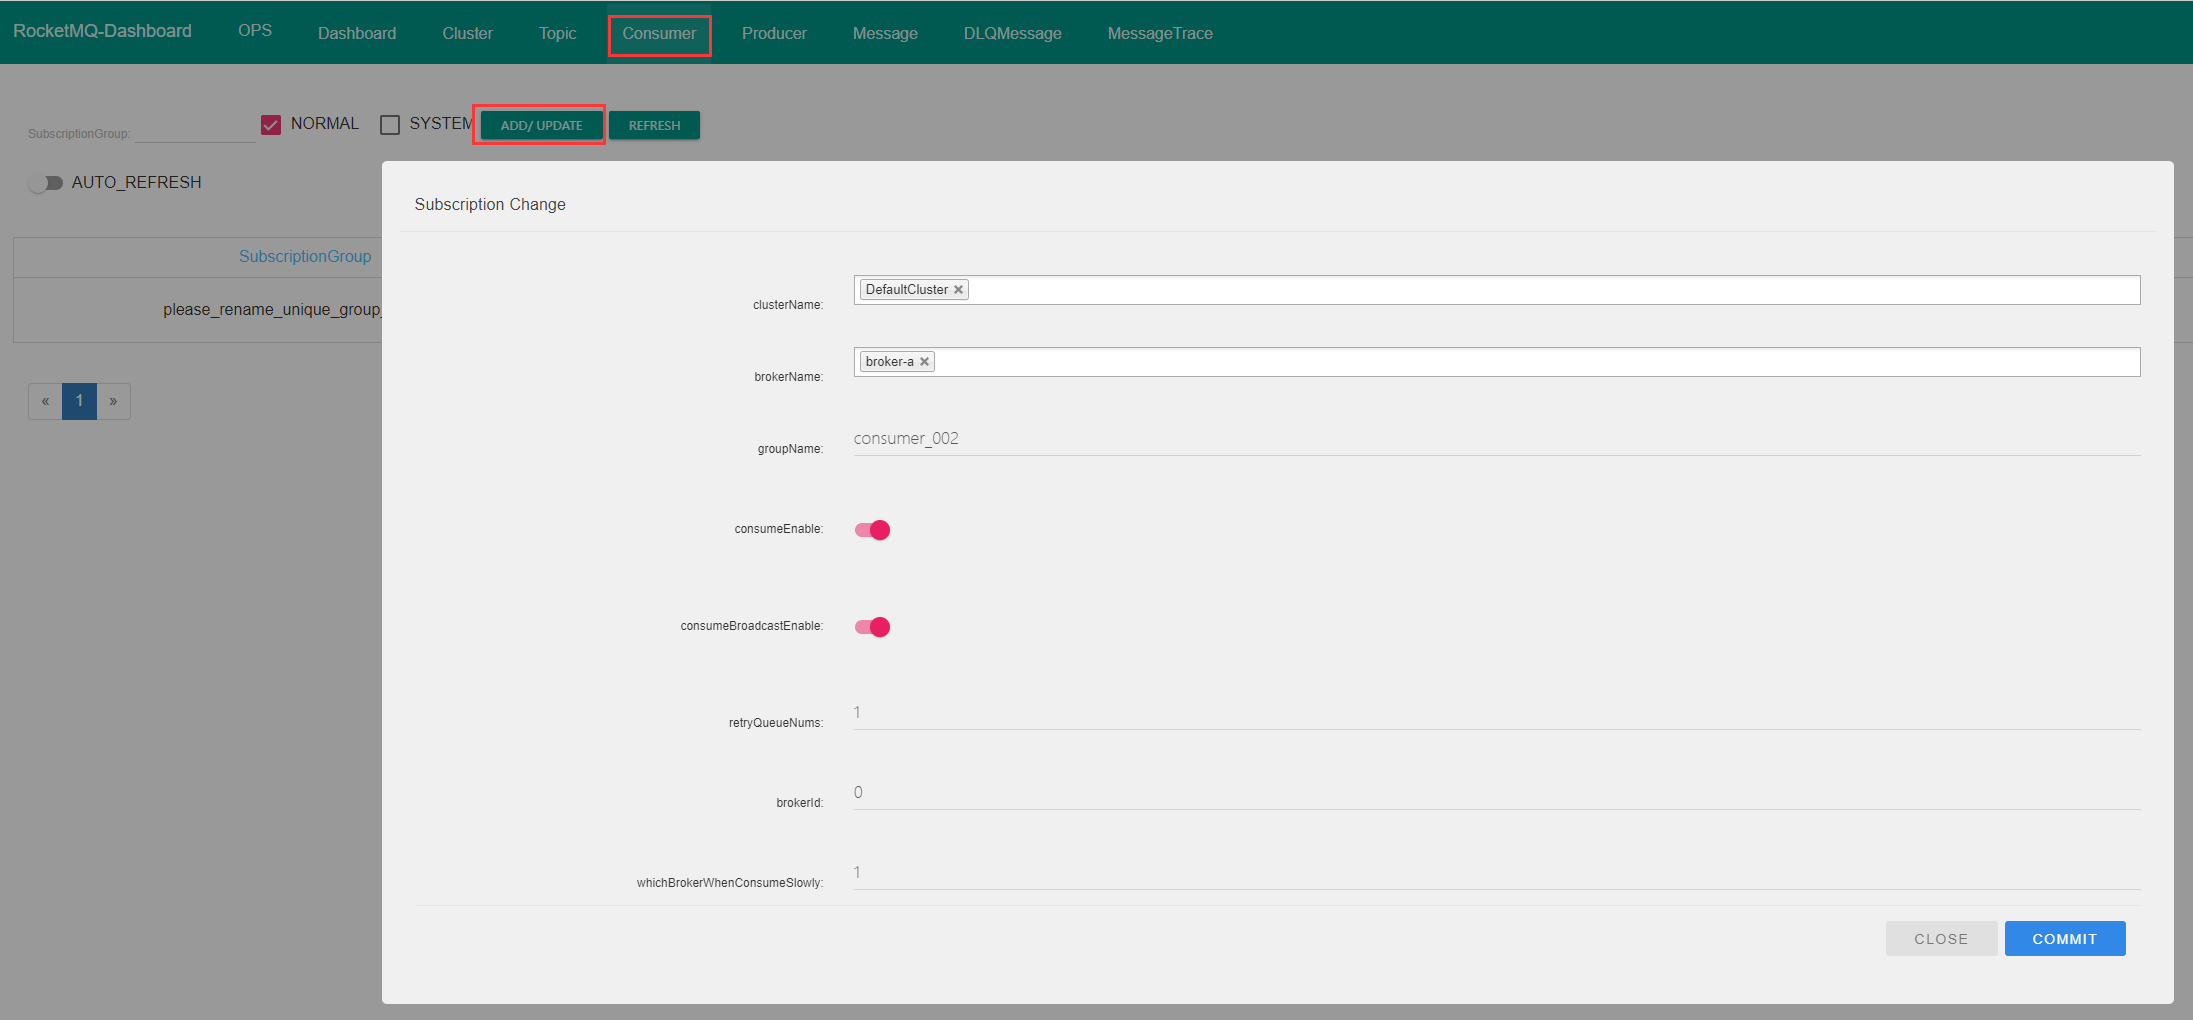 RocketMQ-Dashboard OPS Dashboard Cluster Topic Consumer Producer Message DLQMessage MessageTrace
SubscriptionGroup: NORMAL SYSTEM ADD/ UPDATE REFRESH
AUTO_REFRESH
SubscriptionGroup
please_rename_unique_group_
« 1 »
Subscription Change
clusterName: DefaultCluster ×
brokerName: broker-a ×
groupName: consumer_002
consumeEnable:
consumeBroadcastEnable:
retryQueueNums: 1
brokerId: 0
whichBrokerWhenConsumeSlowly: 1
CLOSE COMMIT